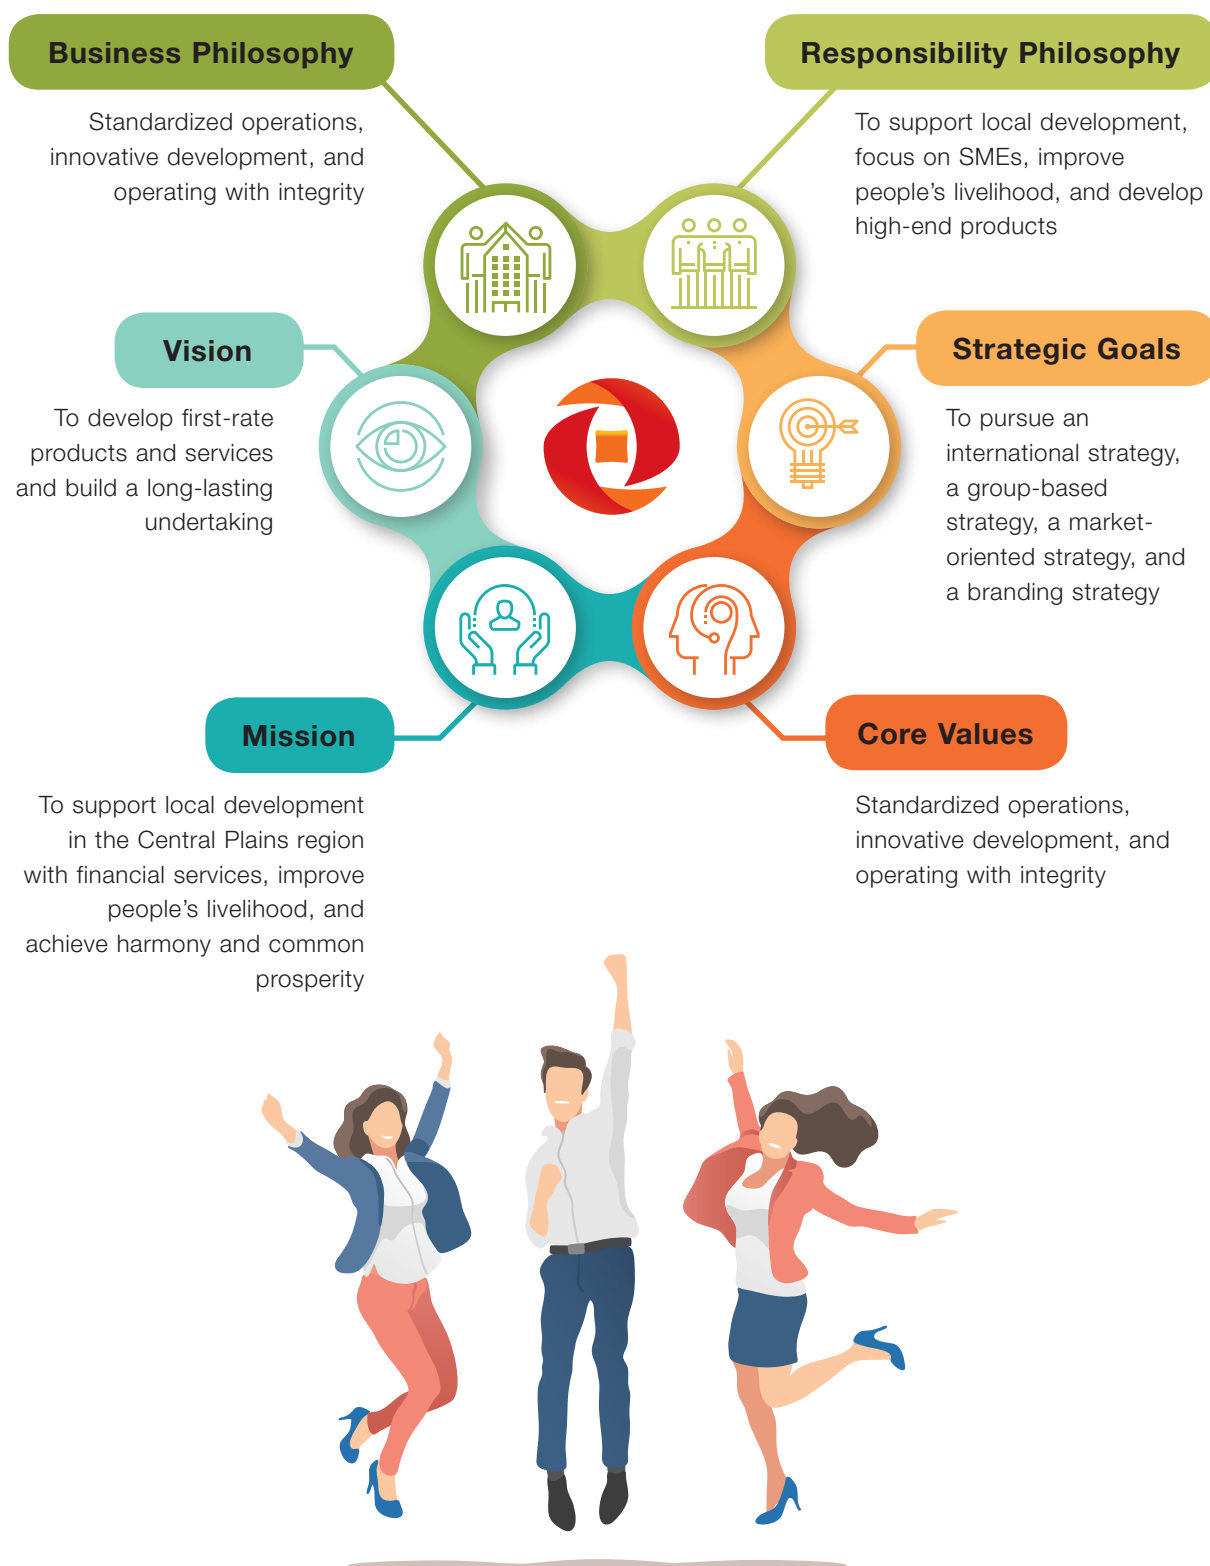 Business Philosophy
Standardized operations,
innovative development, and
operating with integrity
Responsibility Philosophy
To support local development,
focus on SMEs, improve
people’s livelihood, and develop
high-end products
Vision
To develop first-rate
products and services
and build a long-lasting
undertaking
Strategic Goals
To pursue an
international strategy,
a group-based
strategy, a market-
oriented strategy, and
a branding strategy
Mission
To support local development
in the Central Plains region
with financial services, improve
people’s livelihood, and
achieve harmony and common
prosperity
Core Values
Standardized operations,
innovative development, and
operating with integrity